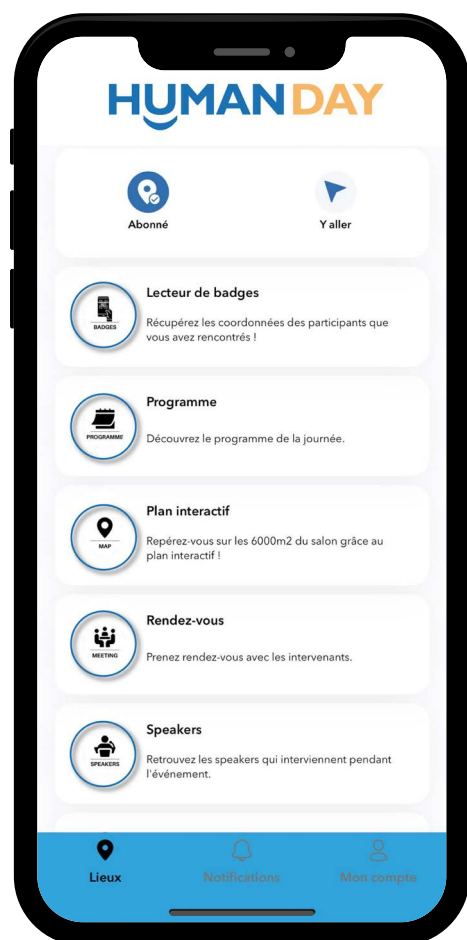 HUMANDAY
Abonné
Y aller
Lecteur de badges
BADGES
Récupérez les coordonnées des participants que
vous avez rencontrés !
Programme
PROGRAMME
Découvrez le programme de la journée.
Plan interactif
MAP
Repérez-vous sur les 6000m2 du salon grâce au
plan interactif !
Rendez-vous
MEETING
Prenez rendez-vous avec les intervenants.
Speakers
SPEAKERS
Retrouvez les speakers qui interviennent pendant
l'événement.
Lieux
Notifications
Mon compte